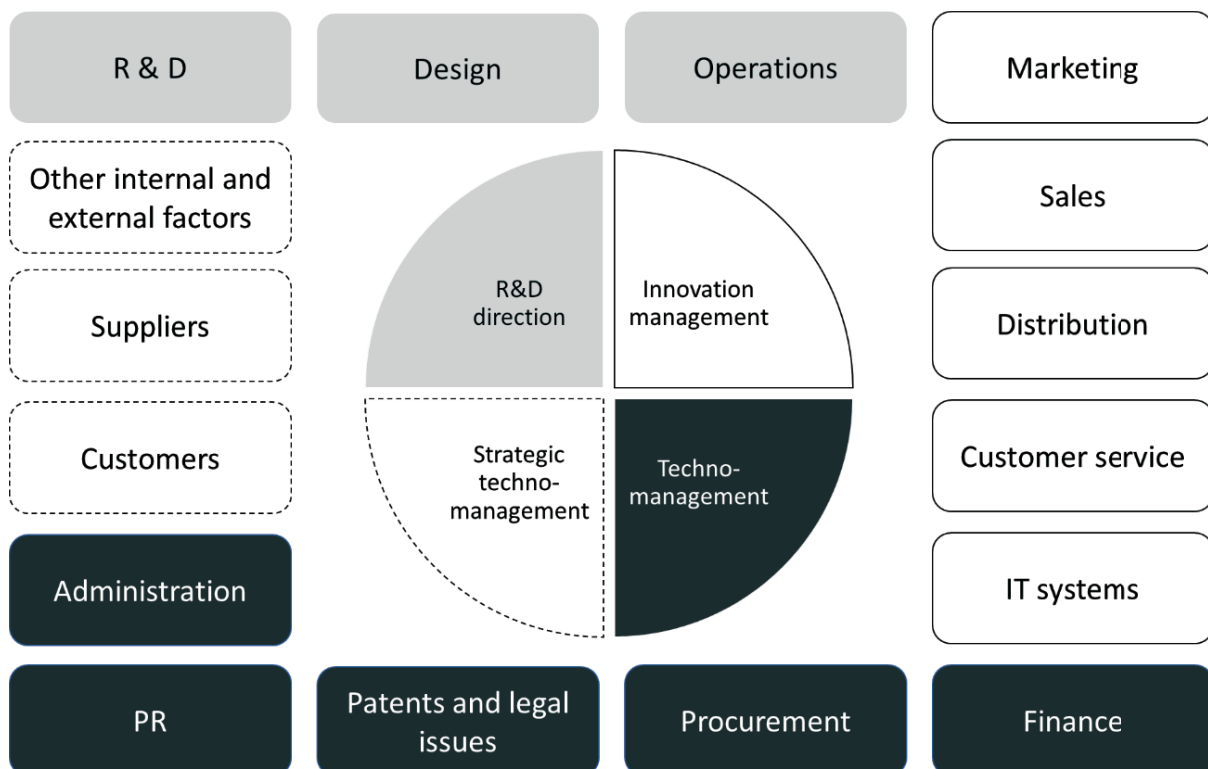 R & D
Design
Operations
Marketing
Other internal and
external factors
Sales
Suppliers
R&D
direction
Innovation
management
Distribution
Customers
Strategic
techno-
management
Techno-
management
Customer service
Administration
IT systems
PR
Patents and legal
issues
Procurement
Finance